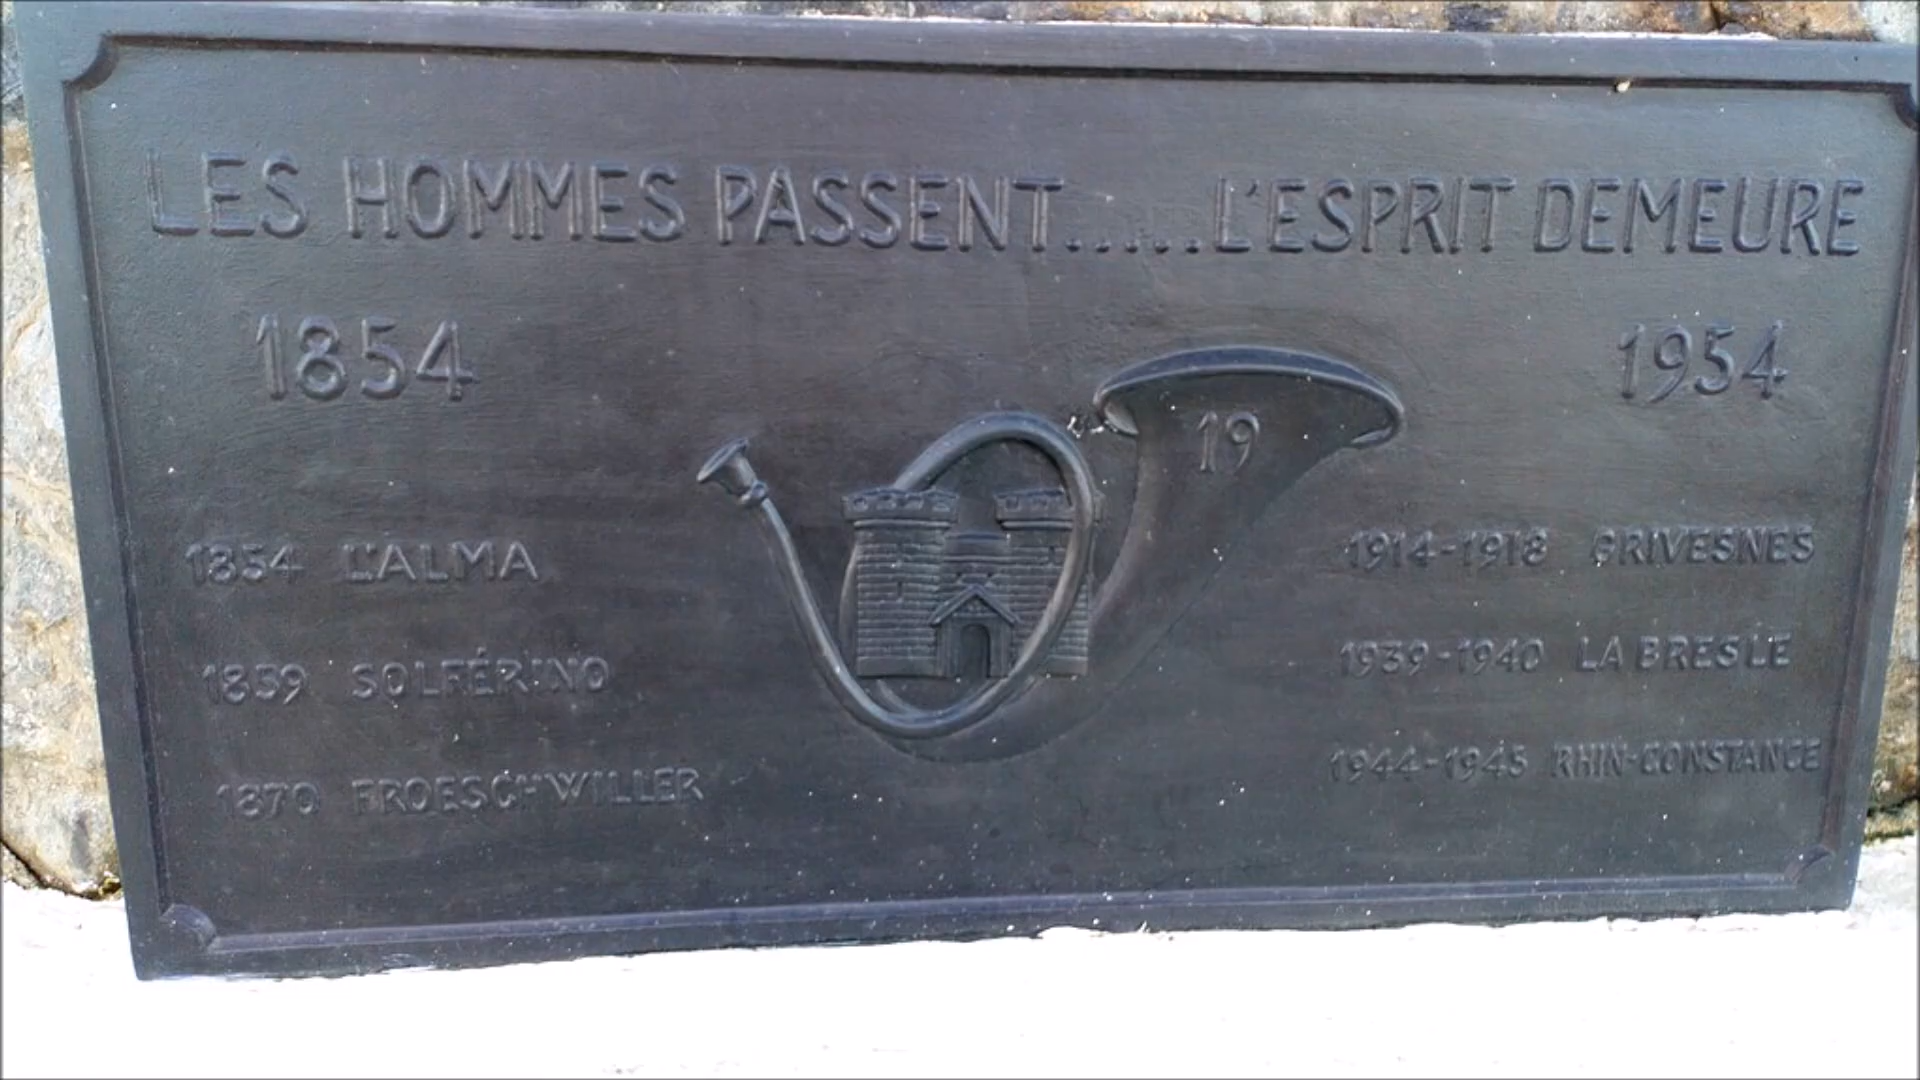 LES HOMMES PASSENT.....L'ESPRIT DEMEURE
1854
1954
19
1854 L'ALMA
1859 SOLFÉRINO
1870 FROESCHWILLER
1914-1918 GRIVESNES
1939-1940 LA BRESLE
1944-1945 RHIN-CONSTANCE